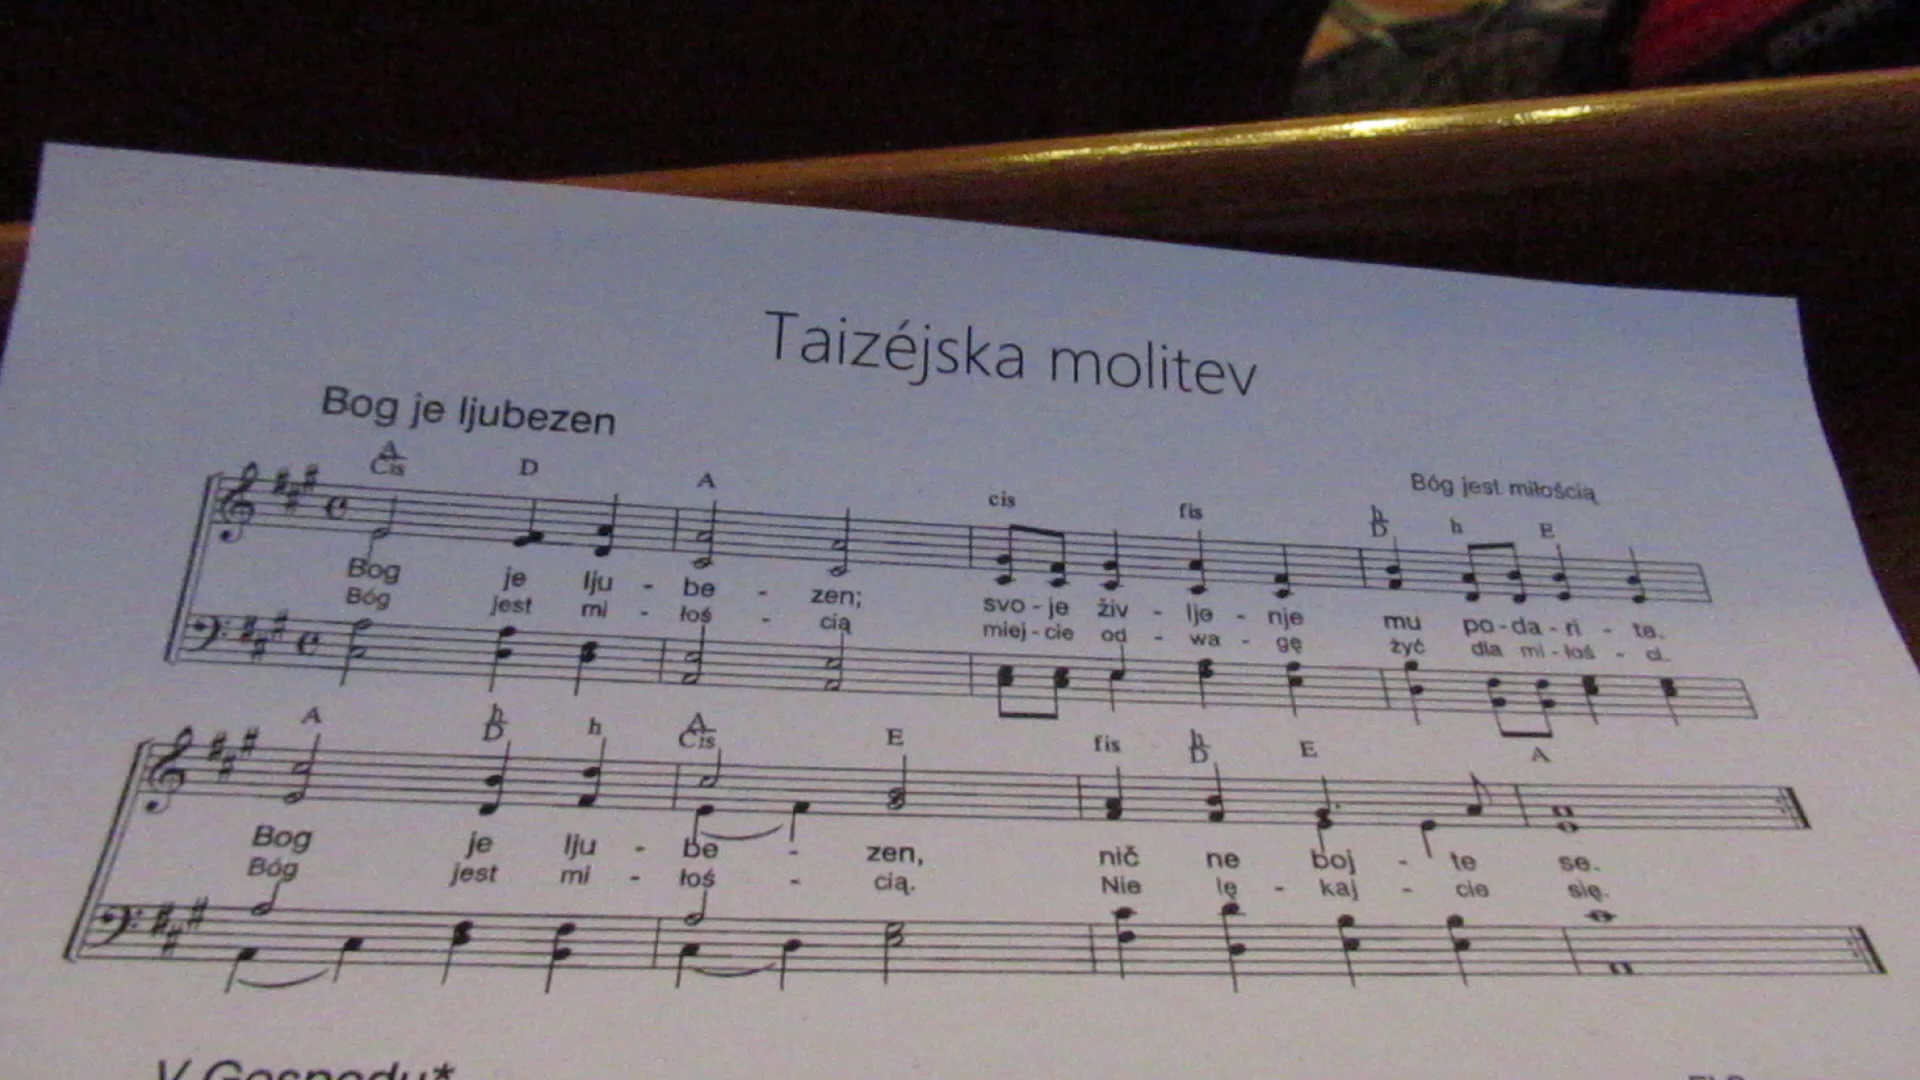 Taizéjska molitev
Bog je ljubezen
Bóg jest miłością
A/Cis D A cis fis h/D h E
Bog je lju - be - zen; svo - je živ - lje - nje mu po - da - ri - te.
Bóg jest mi - łoś - cią miej - cie od - wa - gę żyć dla mi - łoś - ci.
A h/D h A/Cis E fis h/D E A
Bog je lju - be - zen, nič ne boj - te se.
Bóg jest mi - łoś - cią. Nie lę - kaj - cie się.
V Gospodu*